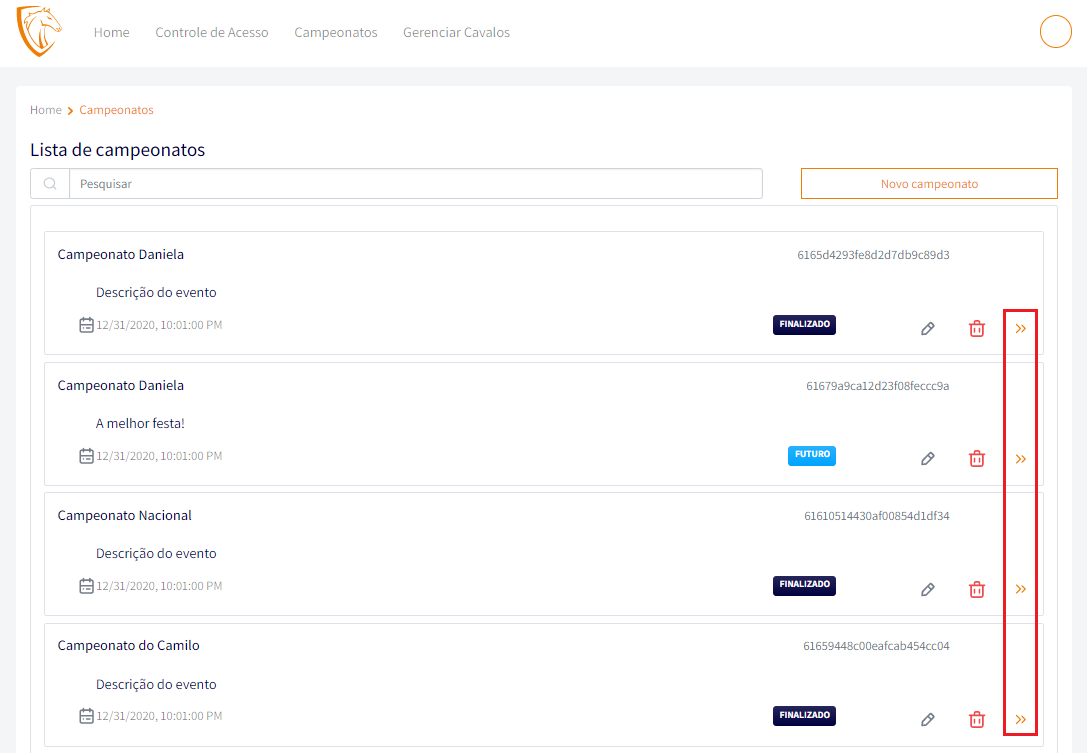 Home Controle de Acesso Campeonatos Gerenciar Cavalos
Home Campeonatos
Lista de campeonatos
Pesquisar Novo campeonato
Campeonato Daniela 6165d4293fe8d2d7db9c89d3
Descrição do evento
12/31/2020, 10:01:00 PM FINALIZADO
Campeonato Daniela 61679a9ca12d23f08feccc9a
A melhor festa!
12/31/2020, 10:01:00 PM FUTURO
Campeonato Nacional 61610514430af00854d1df34
Descrição do evento
12/31/2020, 10:01:00 PM FINALIZADO
Campeonato do Camilo 61659448c00eafcab454cc04
Descrição do evento
12/31/2020, 10:01:00 PM FINALIZADO